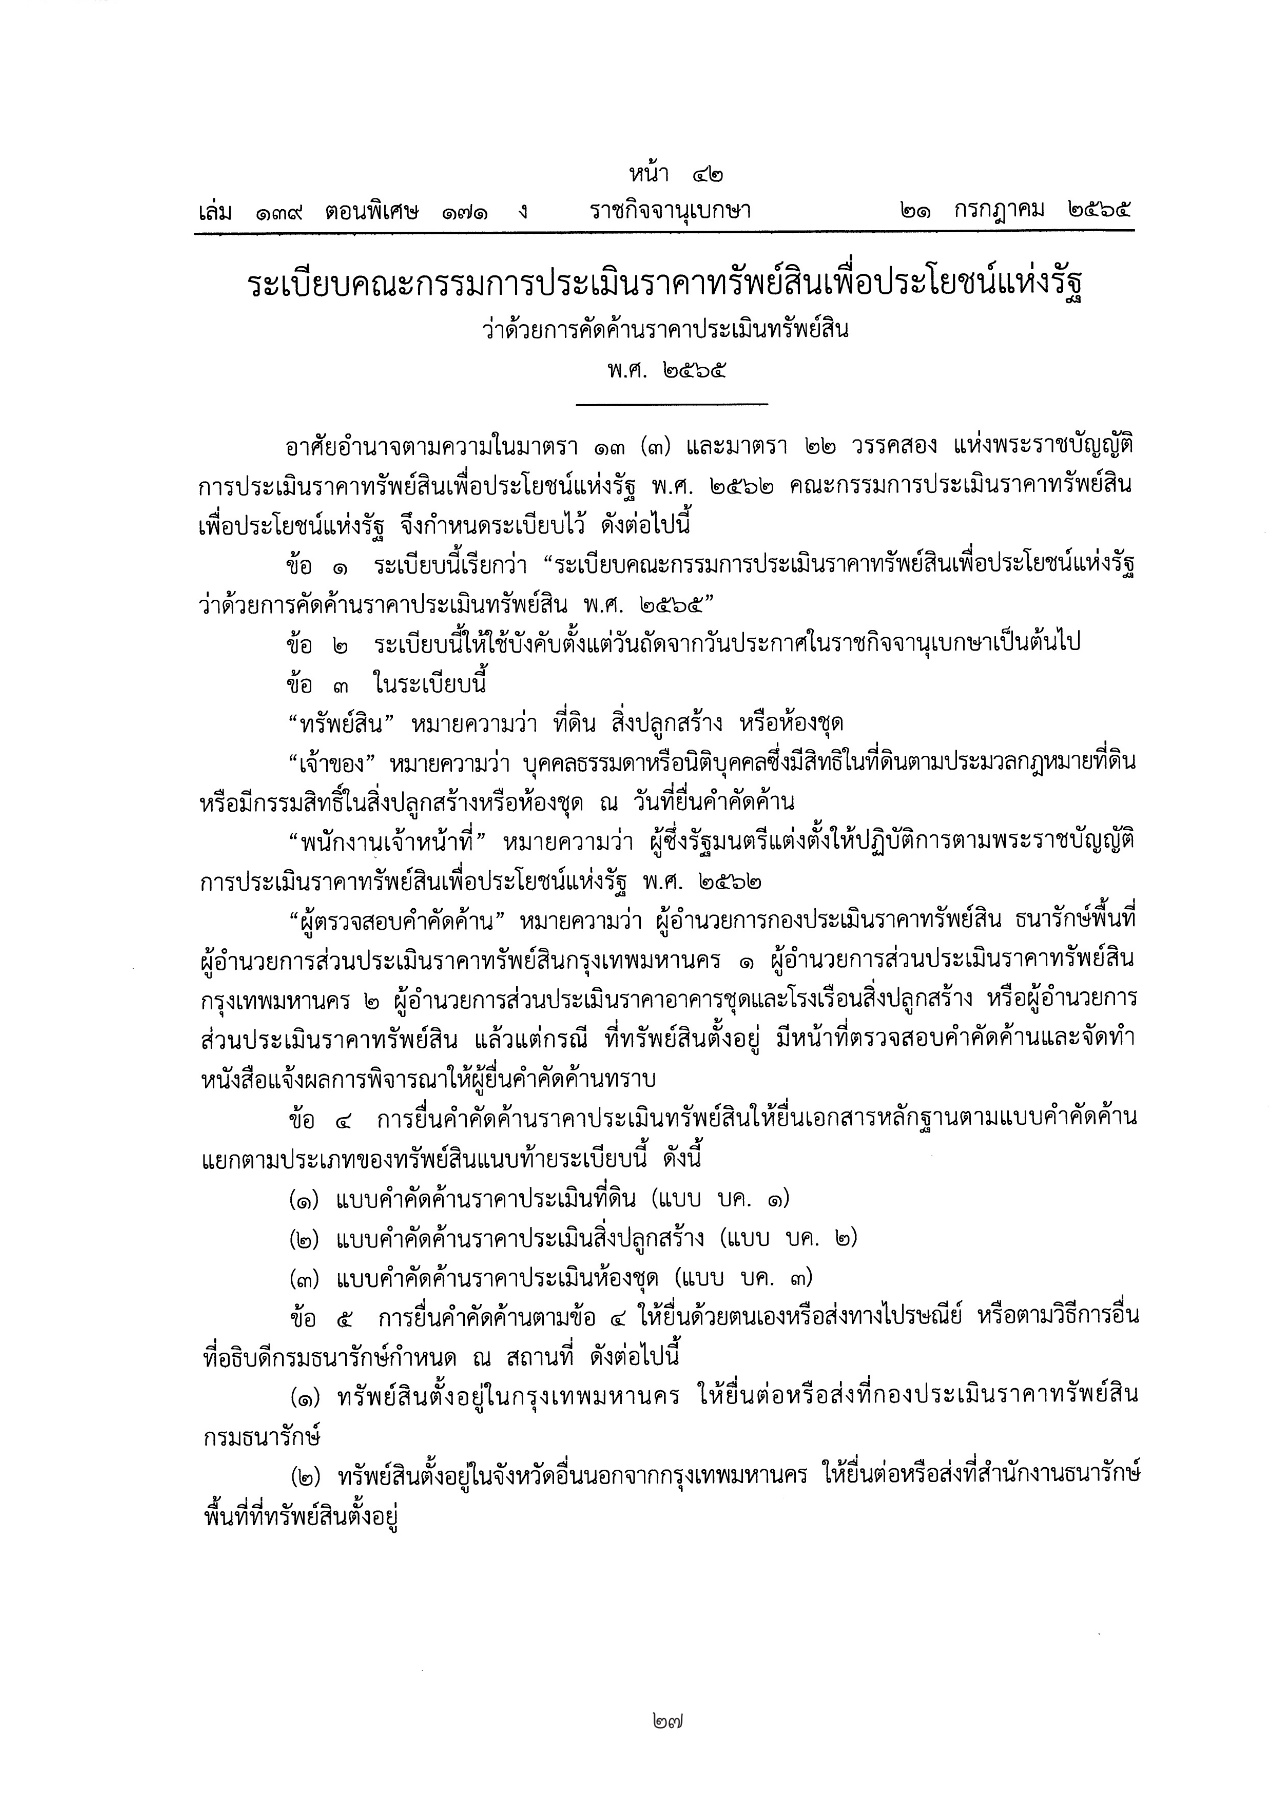 หน้า ๔๒
เล่ม ๑๓๙ ตอนพิเศษ ๑๗๑ ง ราชกิจจานุเบกษา ๒๑ กรกฎาคม ๒๕๖๕
ระเบียบคณะกรรมการประเมินราคาทรัพย์สินเพื่อประโยชน์แห่งรัฐ
ว่าด้วยการคัดค้านราคาประเมินทรัพย์สิน
พ.ศ. ๒๕๖๕
อาศัยอำนาจตามความในมาตรา ๑๓ (๓) และมาตรา ๒๒ วรรคสอง แห่งพระราชบัญญัติ
การประเมินราคาทรัพย์สินเพื่อประโยชน์แห่งรัฐ พ.ศ. ๒๕๖๒ คณะกรรมการประเมินราคาทรัพย์สิน
เพื่อประโยชน์แห่งรัฐ จึงกำหนดระเบียบไว้ ดังต่อไปนี้
ข้อ ๑ ระเบียบนี้เรียกว่า “ระเบียบคณะกรรมการประเมินราคาทรัพย์สินเพื่อประโยชน์แห่งรัฐ
ว่าด้วยการคัดค้านราคาประเมินทรัพย์สิน พ.ศ. ๒๕๖๕”
ข้อ ๒ ระเบียบนี้ให้ใช้บังคับตั้งแต่วันถัดจากวันประกาศในราชกิจจานุเบกษาเป็นต้นไป
ข้อ ๓ ในระเบียบนี้
“ทรัพย์สิน” หมายความว่า ที่ดิน สิ่งปลูกสร้าง หรือห้องชุด
“เจ้าของ” หมายความว่า บุคคลธรรมดาหรือนิติบุคคลซึ่งมีสิทธิในที่ดินตามประมวลกฎหมายที่ดิน
หรือมีกรรมสิทธิ์ในสิ่งปลูกสร้างหรือห้องชุด ณ วันที่ยื่นคำคัดค้าน
“พนักงานเจ้าหน้าที่” หมายความว่า ผู้ซึ่งรัฐมนตรีแต่งตั้งให้ปฏิบัติการตามพระราชบัญญัติ
การประเมินราคาทรัพย์สินเพื่อประโยชน์แห่งรัฐ พ.ศ. ๒๕๖๒
“ผู้ตรวจสอบคำคัดค้าน” หมายความว่า ผู้อำนวยการกองประเมินราคาทรัพย์สิน ธนารักษ์พื้นที่
ผู้อำนวยการส่วนประเมินราคาทรัพย์สินกรุงเทพมหานคร ๑ ผู้อำนวยการส่วนประเมินราคาทรัพย์สิน
กรุงเทพมหานคร ๒ ผู้อำนวยการส่วนประเมินราคาอาคารชุดและโรงเรือนสิ่งปลูกสร้าง หรือผู้อำนวยการ
ส่วนประเมินราคาทรัพย์สิน แล้วแต่กรณี ที่ทรัพย์สินตั้งอยู่ มีหน้าที่ตรวจสอบคำคัดค้านและจัดทำ
หนังสือแจ้งผลการพิจารณาให้ผู้ยื่นคำคัดค้านทราบ
ข้อ ๔ การยื่นคำคัดค้านราคาประเมินทรัพย์สินให้ยื่นเอกสารหลักฐานตามแบบคำคัดค้าน
แยกตามประเภทของทรัพย์สินแนบท้ายระเบียบนี้ ดังนี้
(๑) แบบคำคัดค้านราคาประเมินที่ดิน (แบบ บค. ๑)
(๒) แบบคำคัดค้านราคาประเมินสิ่งปลูกสร้าง (แบบ บค. ๒)
(๓) แบบคำคัดค้านราคาประเมินห้องชุด (แบบ บค. ๓)
ข้อ ๕ การยื่นคำคัดค้านตามข้อ ๔ ให้ยื่นด้วยตนเองหรือส่งทางไปรษณีย์ หรือตามวิธีการอื่น
ที่อธิบดีกรมธนารักษ์กำหนด ณ สถานที่ ดังต่อไปนี้
(๑) ทรัพย์สินตั้งอยู่ในกรุงเทพมหานคร ให้ยื่นต่อหรือส่งที่กองประเมินราคาทรัพย์สิน
กรมธนารักษ์
(๒) ทรัพย์สินตั้งอยู่ในจังหวัดอื่นนอกจากกรุงเทพมหานคร ให้ยื่นต่อหรือส่งที่สำนักงานธนารักษ์
พื้นที่ที่ทรัพย์สินตั้งอยู่
๒๗